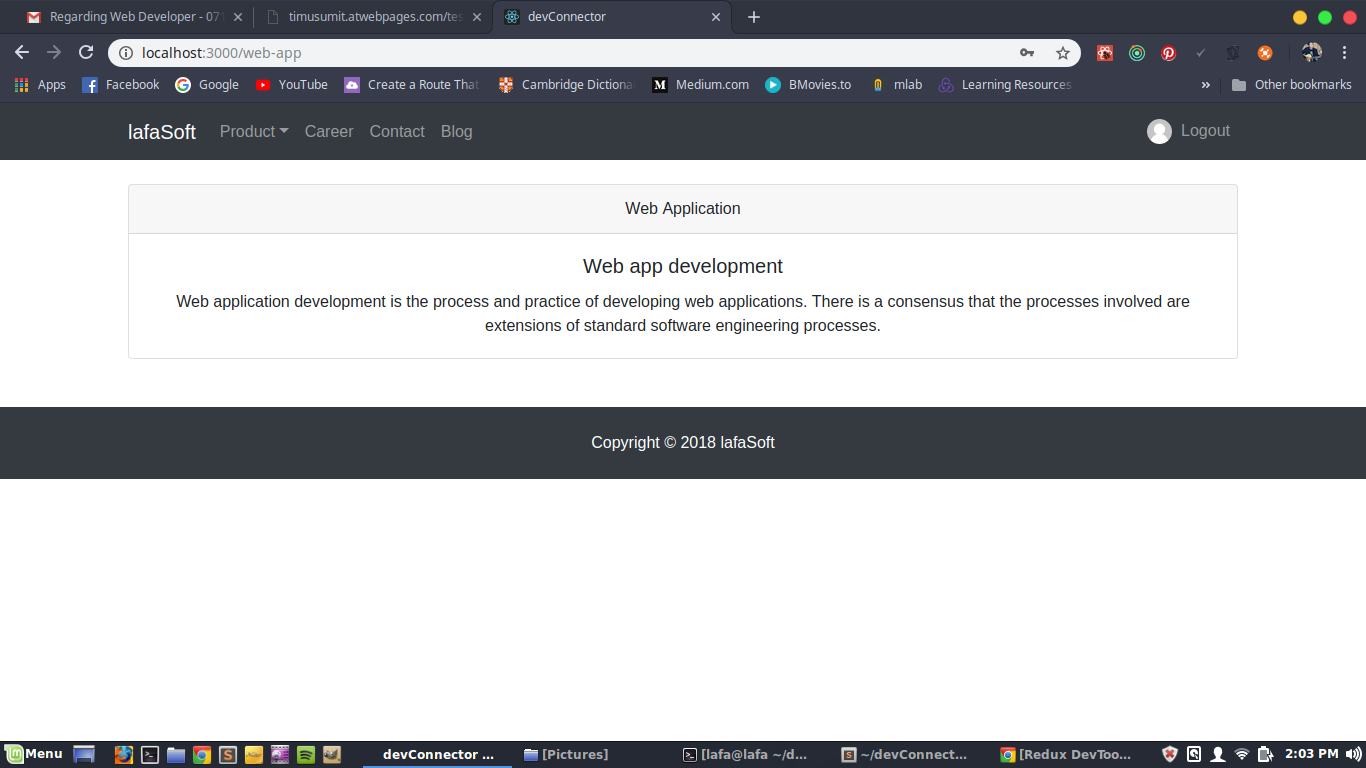 Regarding Web Developer - 071
timusumit.atwebpages.com/tes
devConnector
localhost:3000/web-app
Apps Facebook Google YouTube Create a Route That Cambridge Dictiona Medium.com BMovies.to mlab Learning Resources » Other bookmarks
lafaSoft Product Career Contact Blog Logout
Web Application
Web app development
Web application development is the process and practice of developing web applications. There is a consensus that the processes involved are
extensions of standard software engineering processes.
Copyright © 2018 lafaSoft
Menu devConnector ... [Pictures] [lafa@lafa ~/d... ~/devConnect... [Redux DevToo... 2:03 PM